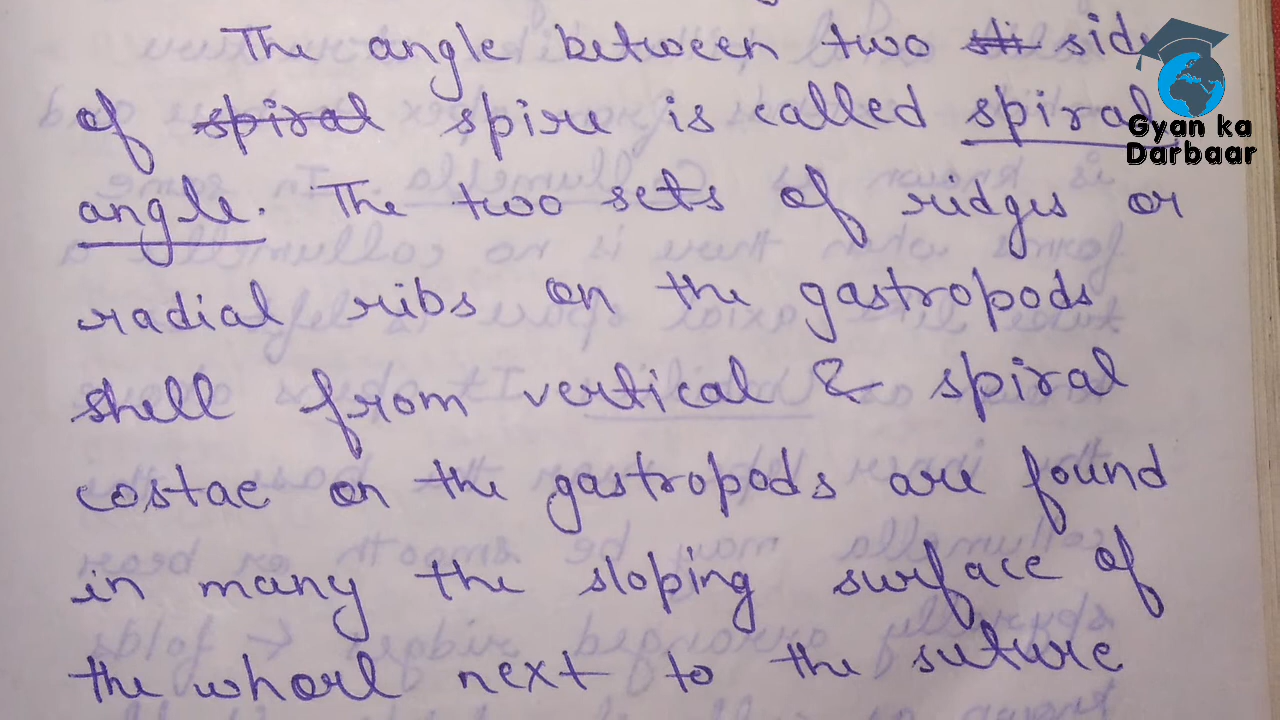 The angle between two sti side
of spiral spire is called spiral
angle. The two sets of ridges or
radial ribs on the gastropods
shell from vertical & spiral
costae on the gastropods are found
in many the sloping surface of
the whorl next to the suture
Gyan ka
Darbaar